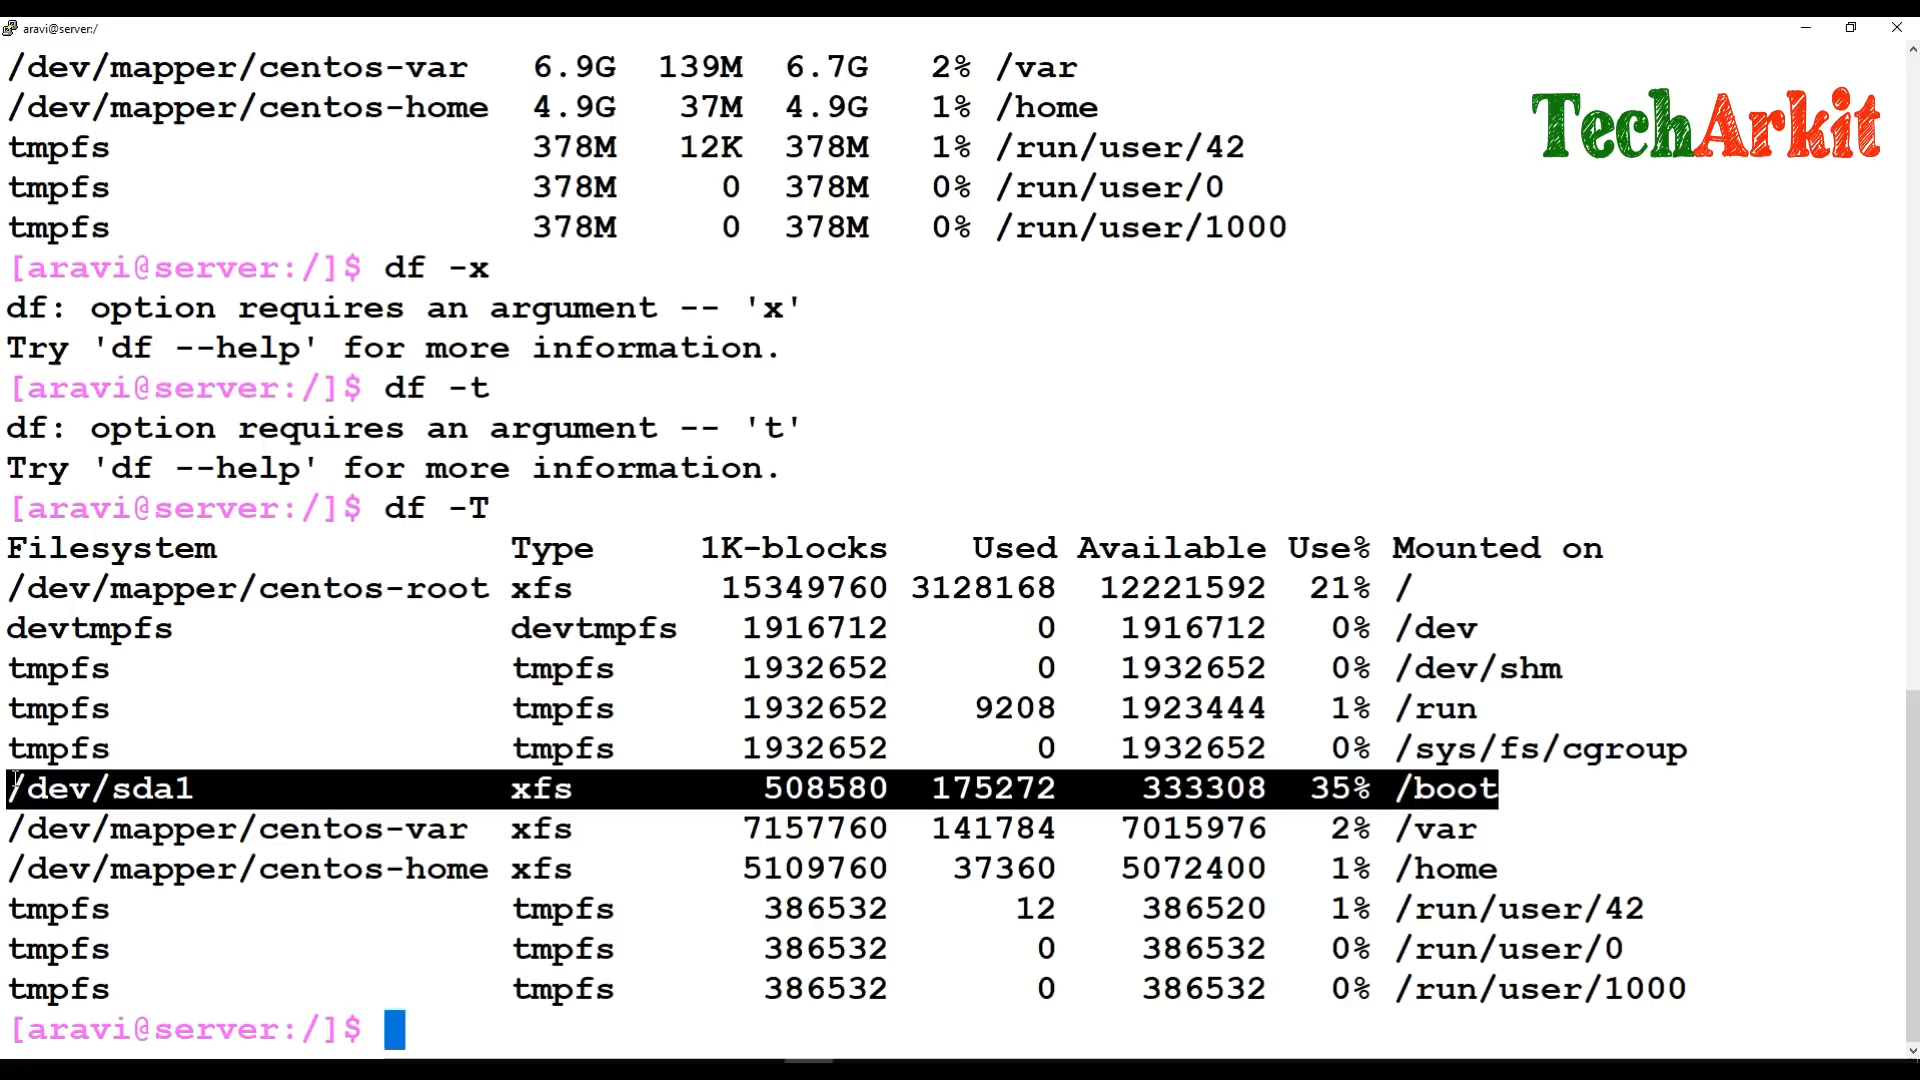 aravi@server:/
TechArkit
/dev/mapper/centos-var   6.9G  139M  6.7G   2% /var
/dev/mapper/centos-home  4.9G   37M  4.9G   1% /home
tmpfs                    378M   12K  378M   1% /run/user/42
tmpfs                    378M     0  378M   0% /run/user/0
tmpfs                    378M     0  378M   0% /run/user/1000
[aravi@server:/]$ df -x
df: option requires an argument -- 'x'
Try 'df --help' for more information.
[aravi@server:/]$ df -t
df: option requires an argument -- 't'
Try 'df --help' for more information.
[aravi@server:/]$ df -T
Filesystem              Type     1K-blocks    Used Available Use% Mounted on
/dev/mapper/centos-root xfs       15349760 3128168  12221592  21% /
devtmpfs                devtmpfs   1916712       0   1916712   0% /dev
tmpfs                   tmpfs      1932652       0   1932652   0% /dev/shm
tmpfs                   tmpfs      1932652    9208   1923444   1% /run
tmpfs                   tmpfs      1932652       0   1932652   0% /sys/fs/cgroup
/dev/sda1               xfs         508580  175272    333308  35% /boot
/dev/mapper/centos-var  xfs        7157760  141784   7015976   2% /var
/dev/mapper/centos-home xfs        5109760   37360   5072400   1% /home
tmpfs                   tmpfs       386532      12    386520   1% /run/user/42
tmpfs                   tmpfs       386532       0    386532   0% /run/user/0
tmpfs                   tmpfs       386532       0    386532   0% /run/user/1000
[aravi@server:/]$